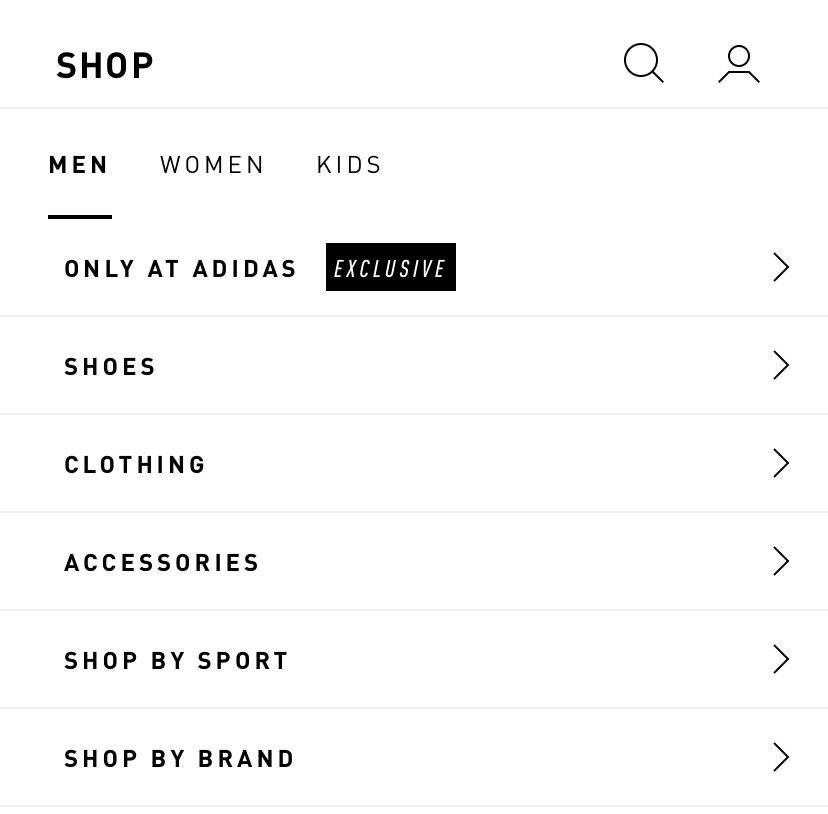 SHOP
MEN WOMEN KIDS
ONLY AT ADIDAS EXCLUSIVE
SHOES
CLOTHING
ACCESSORIES
SHOP BY SPORT
SHOP BY BRAND